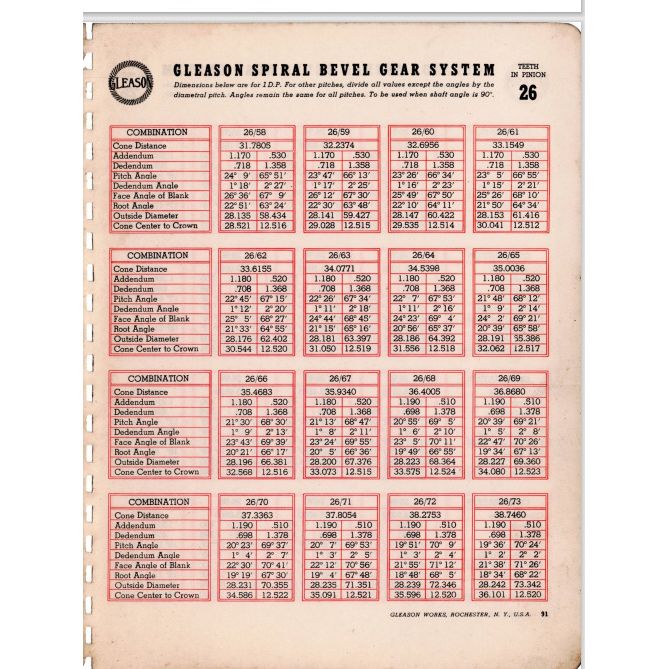 GLEASON
GLEASON SPIRAL BEVEL GEAR SYSTEM
Dimensions below are for 1 D.P. For other pitches, divide all values except the angles by the
diametral pitch. Angles remain the same for all pitches. To be used when shaft angle is 90°.
TEETH
IN PINION
26
COMBINATION 26/58 26/59 26/60 26/61
Cone Distance 31.7805 32.2374 32.6956 33.1549
Addendum 1.170 .530 1.170 .530 1.170 .530 1.170 .530
Dedendum .718 1.358 .718 1.358 .718 1.358 .718 1.358
Pitch Angle 24° 9′ 65° 51′ 23° 47′ 66° 13′ 23° 26′ 66° 34′ 23° 5′ 66° 55′
Dedendum Angle 1° 18′ 2° 27′ 1° 17′ 2° 25′ 1° 16′ 2° 23′ 1° 15′ 2° 21′
Face Angle of Blank 26° 36′ 67° 9′ 26° 12′ 67° 30′ 25° 49′ 67° 50′ 25° 26′ 68° 10′
Root Angle 22° 51′ 63° 24′ 22° 30′ 63° 48′ 22° 10′ 64° 11′ 21° 50′ 64° 34′
Outside Diameter 28.135 58.434 28.141 59.427 28.147 60.422 28.153 61.416
Cone Center to Crown 28.521 12.516 29.028 12.515 29.535 12.514 30.041 12.512
COMBINATION 26/62 26/63 26/64 26/65
Cone Distance 33.6155 34.0771 34.5398 35.0036
Addendum 1.180 .520 1.180 .520 1.180 .520 1.180 .520
Dedendum .708 1.368 .708 1.368 .708 1.368 .708 1.368
Pitch Angle 22° 45′ 67° 15′ 22° 26′ 67° 34′ 22° 7′ 67° 53′ 21° 48′ 68° 12′
Dedendum Angle 1° 12′ 2° 20′ 1° 11′ 2° 18′ 1° 11′ 2° 16′ 1° 9′ 2° 14′
Face Angle of Blank 25° 5′ 68° 27′ 24° 44′ 68° 45′ 24° 23′ 69° 4′ 24° 2′ 69° 21′
Root Angle 21° 33′ 64° 55′ 21° 15′ 65° 16′ 20° 56′ 65° 37′ 20° 39′ 65° 58′
Outside Diameter 28.176 62.402 28.181 63.397 28.186 64.392 28.191 65.386
Cone Center to Crown 30.544 12.520 31.050 12.519 31.556 12.518 32.062 12.517
COMBINATION 26/66 26/67 26/68 26/69
Cone Distance 35.4683 35.9340 36.4005 36.8680
Addendum 1.180 .520 1.180 .520 1.190 .510 1.190 .510
Dedendum .708 1.368 .708 1.368 .698 1.378 .698 1.378
Pitch Angle 21° 30′ 68° 30′ 21° 13′ 68° 47′ 20° 55′ 69° 5′ 20° 39′ 69° 21′
Dedendum Angle 1° 9′ 2° 13′ 1° 8′ 2° 11′ 1° 6′ 2° 10′ 1° 5′ 2° 8′
Face Angle of Blank 23° 43′ 69° 39′ 23° 24′ 69° 55′ 23° 5′ 70° 11′ 22° 47′ 70° 26′
Root Angle 20° 21′ 66° 17′ 20° 5′ 66° 36′ 19° 49′ 66° 55′ 19° 34′ 67° 13′
Outside Diameter 28.196 66.381 28.200 67.376 28.223 68.364 28.227 69.360
Cone Center to Crown 32.568 12.516 33.073 12.515 33.575 12.524 34.080 12.523
COMBINATION 26/70 26/71 26/72 26/73
Cone Distance 37.3363 37.8054 38.2753 38.7460
Addendum 1.190 .510 1.190 .510 1.190 .510 1.190 .510
Dedendum .698 1.378 .698 1.378 .698 1.378 .698 1.378
Pitch Angle 20° 23′ 69° 37′ 20° 7′ 69° 53′ 19° 51′ 70° 9′ 19° 36′ 70° 24′
Dedendum Angle 1° 4′ 2° 7′ 1° 3′ 2° 5′ 1° 3′ 2° 4′ 1° 2′ 2° 2′
Face Angle of Blank 22° 30′ 70° 41′ 22° 12′ 70° 56′ 21° 55′ 71° 12′ 21° 38′ 71° 26′
Root Angle 19° 19′ 67° 30′ 19° 4′ 67° 48′ 18° 48′ 68° 5′ 18° 34′ 68° 22′
Outside Diameter 28.231 70.355 28.235 71.351 28.239 72.346 28.242 73.342
Cone Center to Crown 34.586 12.522 35.091 12.521 35.596 12.520 36.101 12.520
GLEASON WORKS, ROCHESTER, N. Y., U.S.A. 91